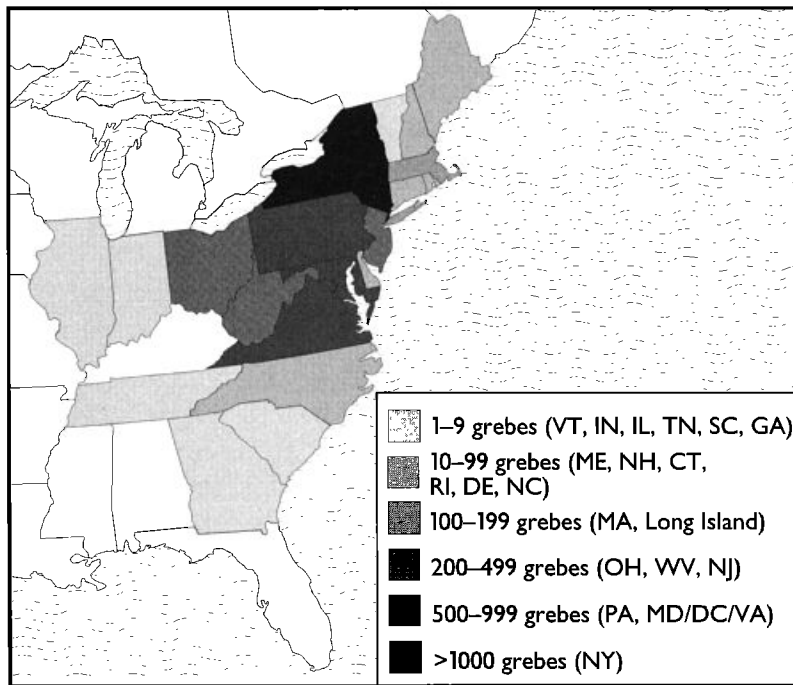 1–9 grebes (VT, IN, IL, TN, SC, GA)
10–99 grebes (ME, NH, CT,
RI, DE, NC)
100–199 grebes (MA, Long Island)
200–499 grebes (OH, WV, NJ)
500–999 grebes (PA, MD/DC/VA)
>1000 grebes (NY)